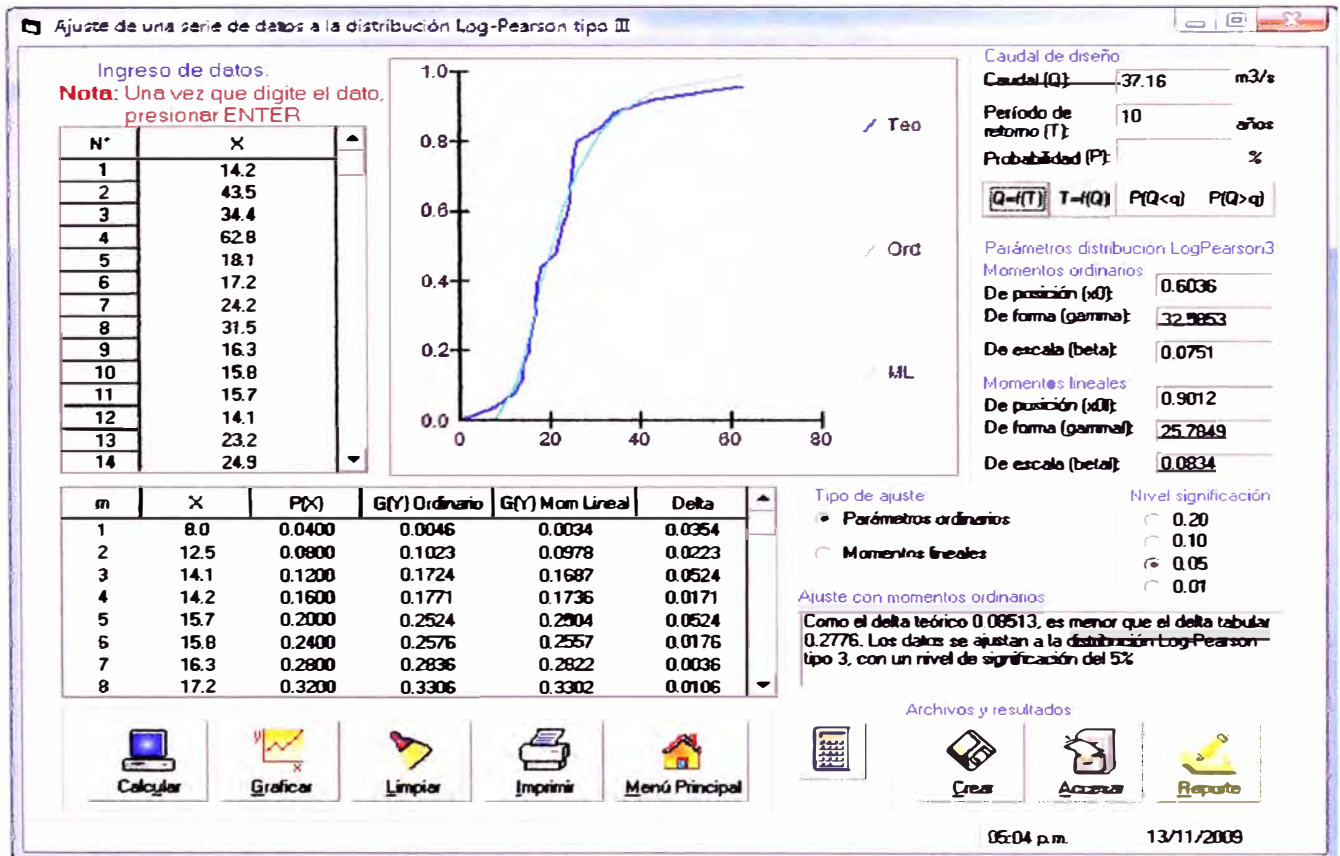 Ajuste de una serie de datos a la distribución Log-Pearson tipo III
Ingreso de datos:
Nota: Una vez que digite el dato,
presionar ENTER
N° X
1 14.2
2 43.5
3 34.4
4 62.8
5 18.1
6 17.2
7 24.2
8 31.5
9 16.3
10 15.8
11 15.7
12 14.1
13 23.2
14 24.9
1.0
0.8
0.6
0.4
0.2
0.0
0 20 40 60 80
Teo
Ord
ML
Caudal de diseño
Caudal (Q): 37.16 m3/s
Período de
retorno (T): 10 años
Probabilidad (P): %
Q=f(T) T=f(Q) P(Q<q) P(Q>q)
Parámetros distribución LogPearson3
Momentos ordinarios
De posición (x0): 0.6036
De forma (gamma): 32.5853
De escala (beta): 0.0751
Momentos lineales
De posición (x0l): 0.9012
De forma (gammal): 25.7849
De escala (betal): 0.0834
m X P(X) G(Y) Ordinario G(Y) Mom Lineal Delta
1 8.0 0.0400 0.0046 0.0034 0.0354
2 12.5 0.0800 0.1023 0.0978 0.0223
3 14.1 0.1200 0.1724 0.1687 0.0524
4 14.2 0.1600 0.1771 0.1736 0.0171
5 15.7 0.2000 0.2524 0.2504 0.0524
6 15.8 0.2400 0.2576 0.2557 0.0176
7 16.3 0.2800 0.2836 0.2822 0.0036
8 17.2 0.3200 0.3306 0.3302 0.0106
Tipo de ajuste
Parámetros ordinarios
Momentos lineales
Nivel significación
0.20
0.10
0.05
0.01
Ajuste con momentos ordinarios
Como el delta teórico 0.08513, es menor que el delta tabular
0.2776. Los datos se ajustan a la distribución Log-Pearson
tipo 3, con un nivel de significación del 5%
Archivos y resultados
Calcular Graficar Limpiar Imprimir Menú Principal
Crear Accesar Reporte
05:04 p.m. 13/11/2009